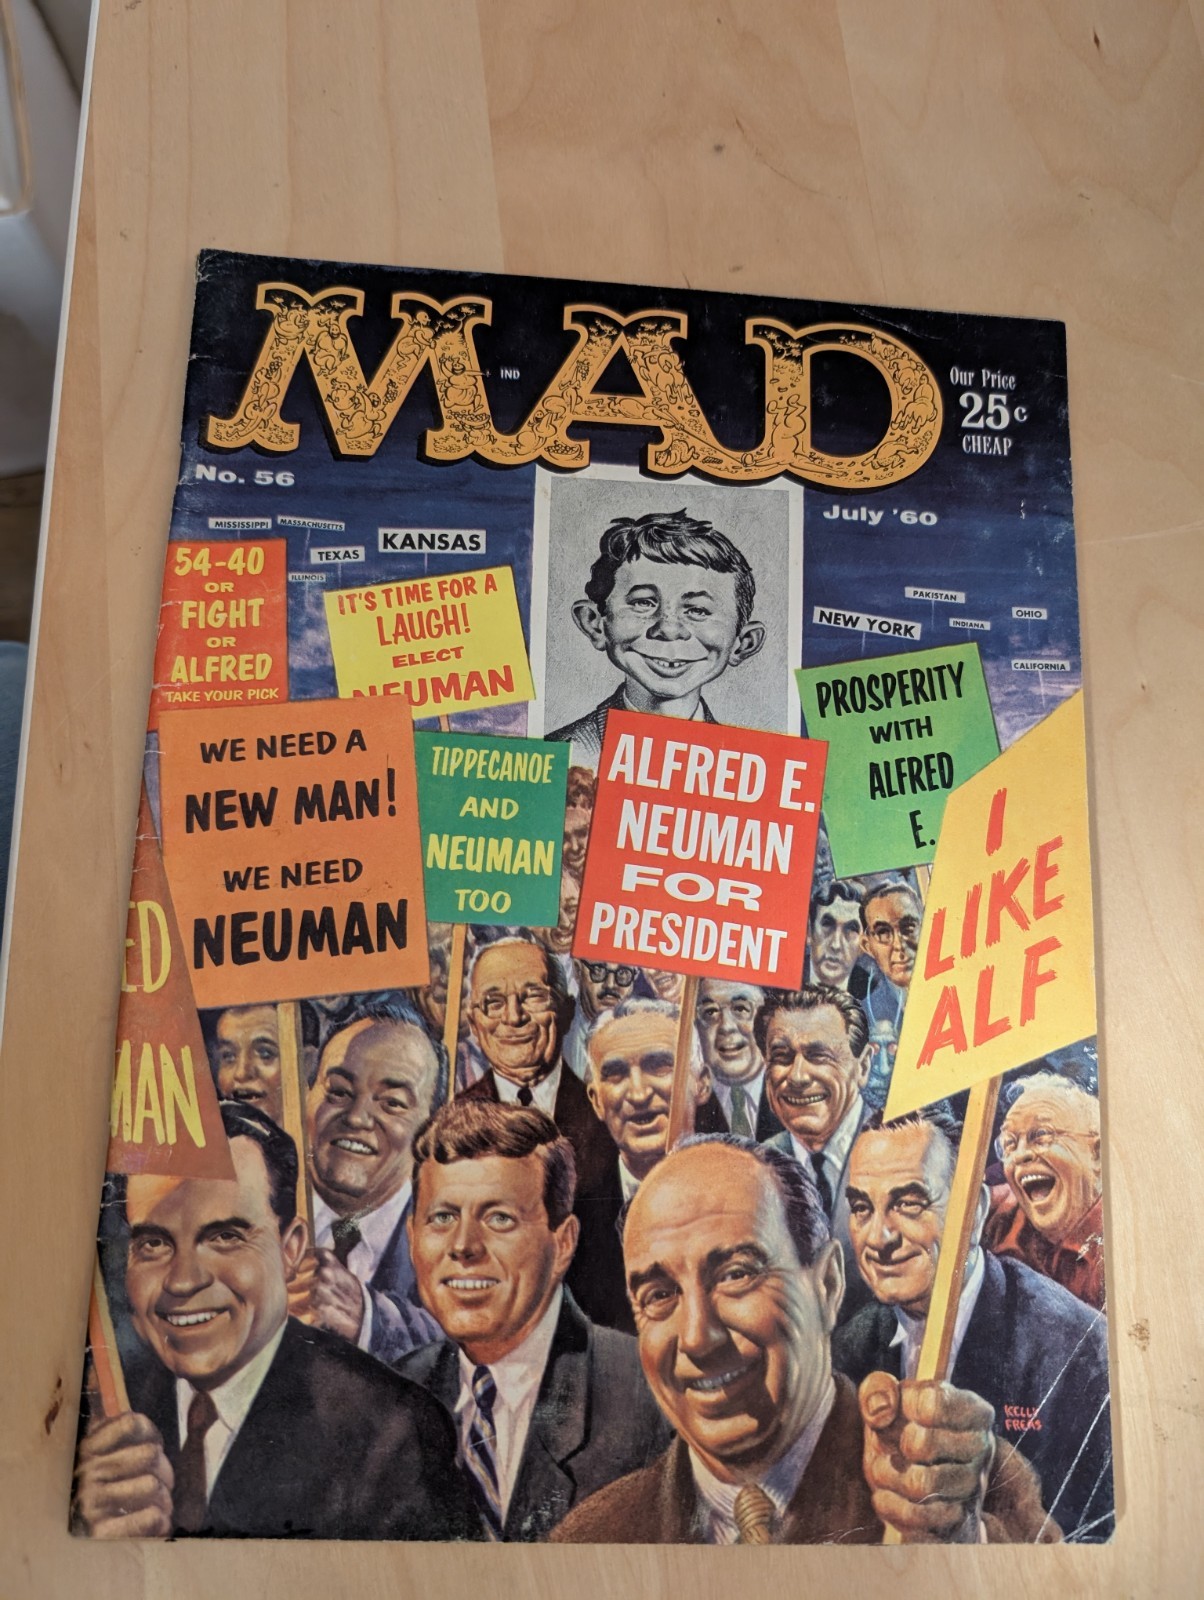 MAD
IND
Our Price
25c
CHEAP
No. 56
July '60
MISSISSIPPI
MASSACHUSETTS
TEXAS
KANSAS
ILLINOIS
PAKISTAN
NEW YORK
INDIANA
OHIO
CALIFORNIA
54-40
OR
FIGHT
OR
ALFRED
TAKE YOUR PICK
IT'S TIME FOR A
LAUGH!
ELECT
NEUMAN
WE NEED A
NEW MAN!
WE NEED
NEUMAN
TIPPECANOE
AND
NEUMAN
TOO
ALFRED E.
NEUMAN
FOR
PRESIDENT
PROSPERITY
WITH
ALFRED
E.
I
LIKE
ALF
ED
MAN
KELLY
FREAS